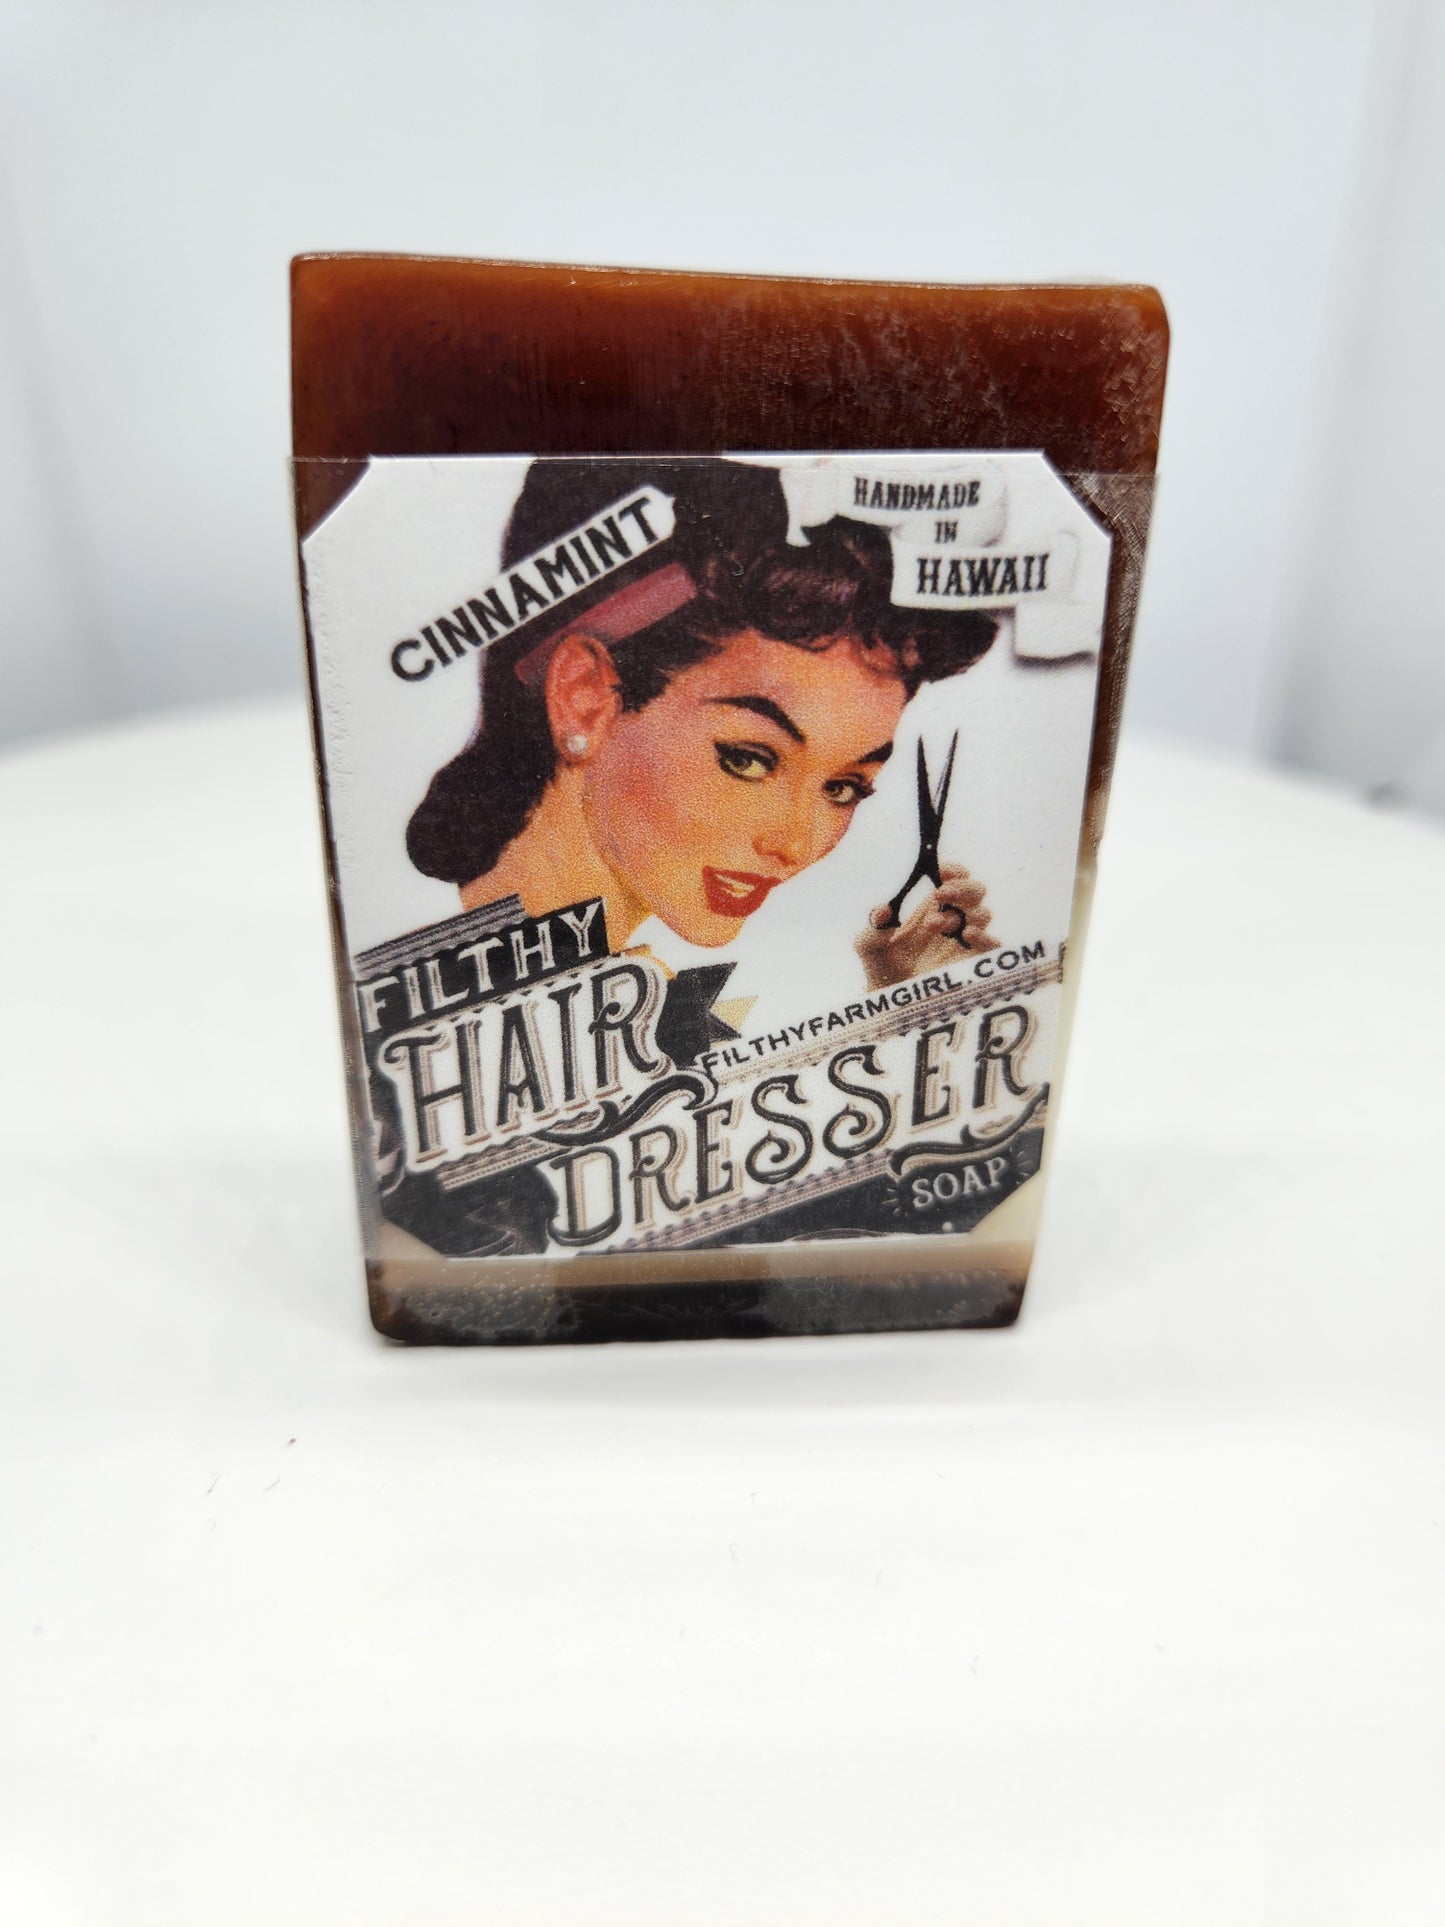 HANDMADE
IN
HAWAII
CINNAMINT
FILTHY
HAIR
FILTHYFARMGIRL.COM
DRESSER
SOAP